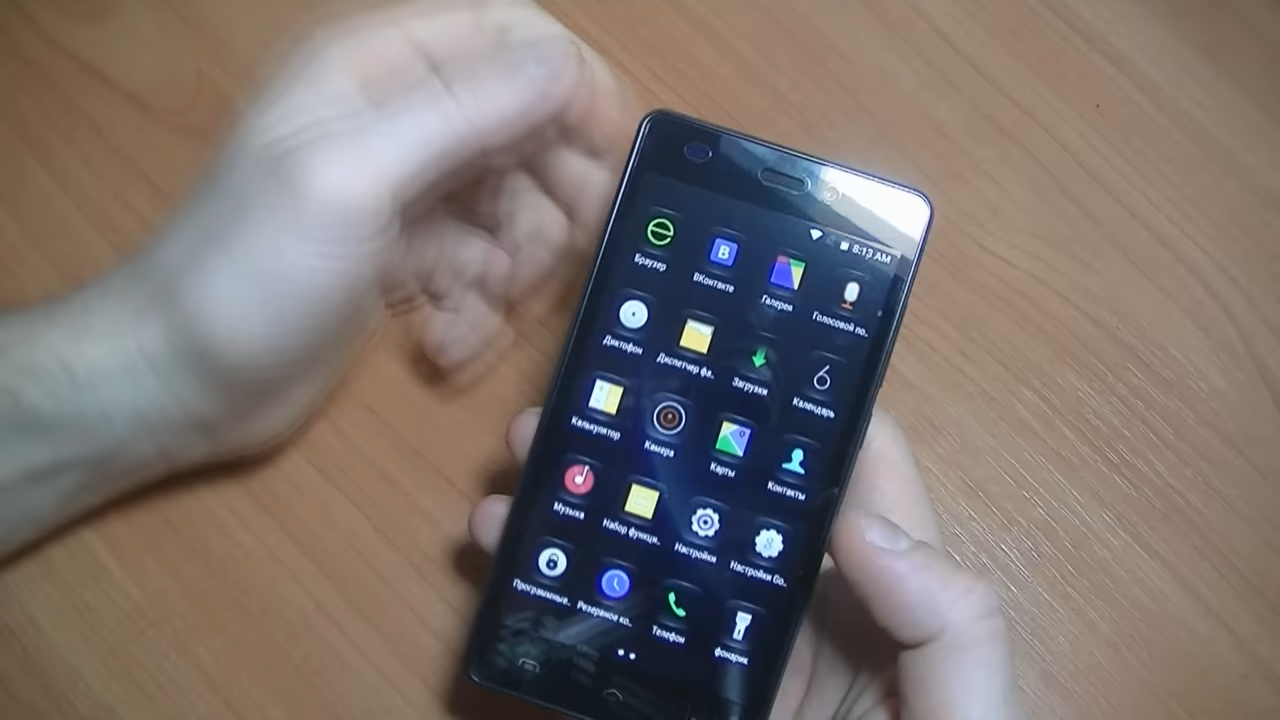 8:13 AM
Браузер
ВКонтакте
Галерея
Голосовой по..
Диктофон
Диспетчер фа..
Загрузки
6
Календарь
Калькулятор
Камера
Карты
Контакты
Музыка
Набор функци..
Настройки
Настройки Go..
Программные..
Резервное ко..
Телефон
фонарик